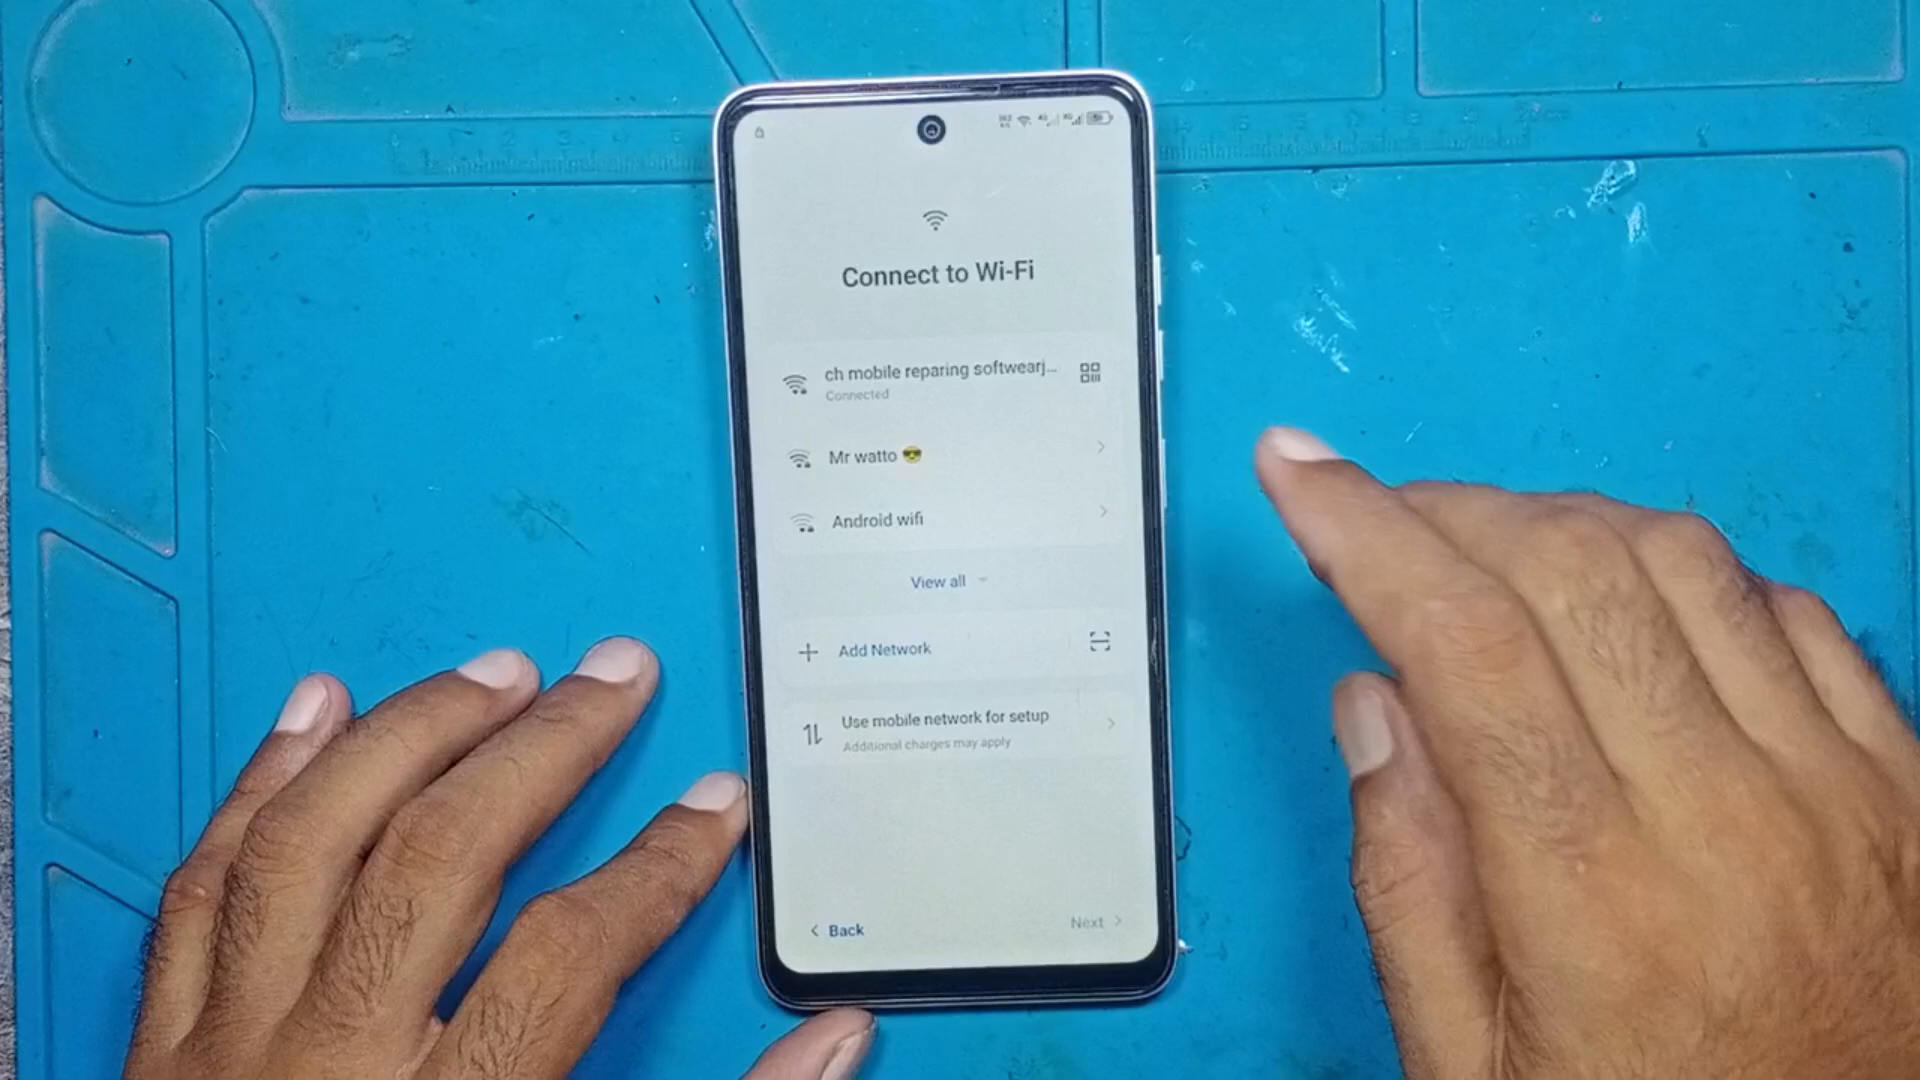 Connect to Wi-Fi
ch mobile reparing softwearj...
Connected
Mr watto 😎
Android wifi
View all
Add Network
Use mobile network for setup
Additional charges may apply
Back
Next